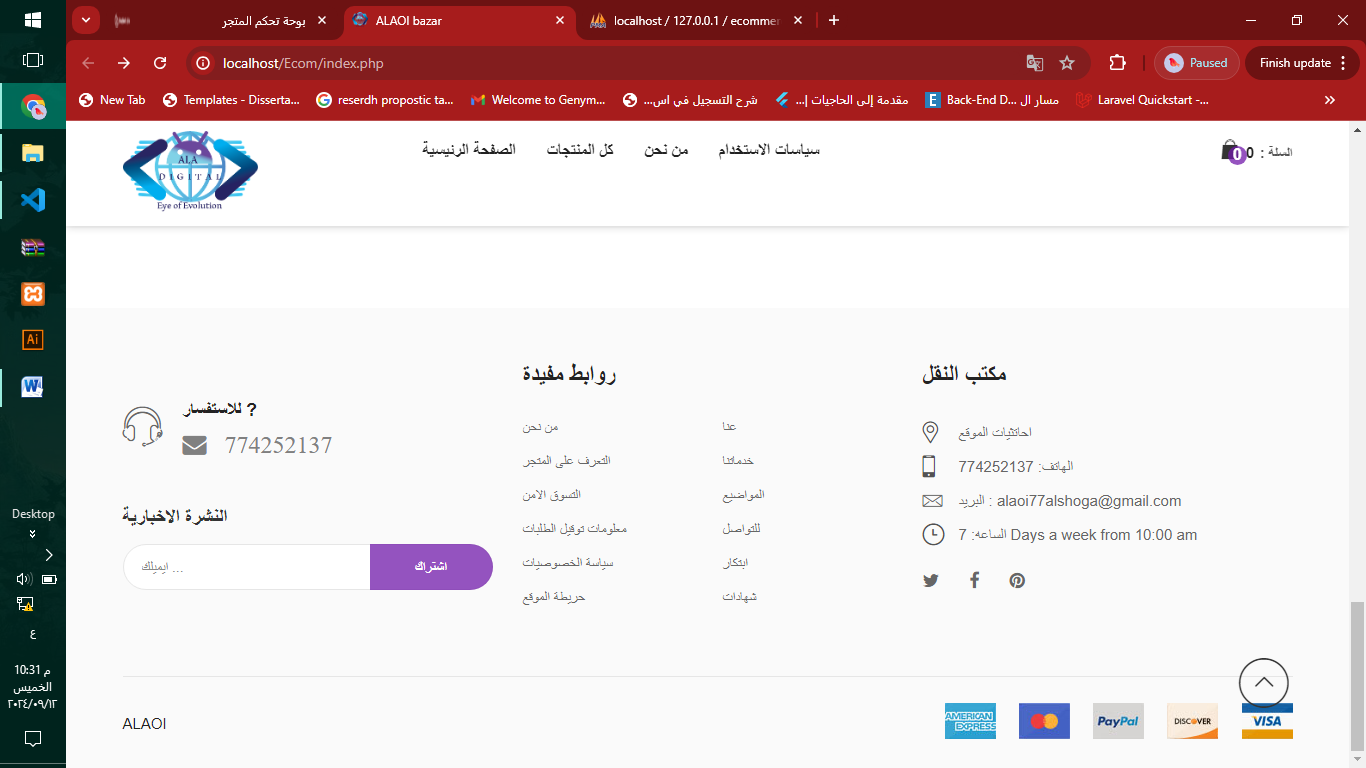 بوحة تحكم المتجر
ALAOI bazar
localhost / 127.0.0.1 / ecommer
localhost/Ecom/index.php
Paused
Finish update
New Tab
Templates - Disserta...
reserdh propostic ta...
Welcome to Genym...
شرح التسجيل في اس...
مقدمة إلى الحاجيات |...
Back-End D... مسار ال
Laravel Quickstart -...
ALA
DIGITAL
Eye of Evolution
الصفحة الرئيسية
كل المنتجات
من نحن
سياسات الاستخدام
السلة : 0
0
للاستفسار ?
774252137
النشرة الاخبارية
ايميلك ...
اشتراك
روابط مفيدة
من نحن
التعرف على المتجر
التسوق الامن
معلومات توقيل الطلبات
سياسة الخصوصيات
خريطة الموقع
عنا
خدماتنا
المواضيع
للتواصل
ابتكار
شهادات
مكتب النقل
احاتثيات الموقع
الهاتف: 774252137
البريد : alaoi77alshoga@gmail.com
الساعه: 7 Days a week from 10:00 am
ALAOI
AMERICAN EXPRESS
PayPal
DISCOVER
VISA
Ai
W
Desktop
ع
10:31 م
الخميس
٢٠٢٤/٠٩/١٢